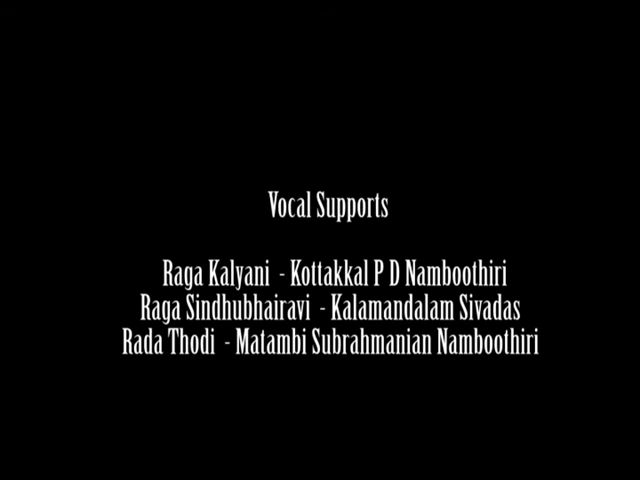 Vocal Supports
Raga Kalyani - Kottakkal P D Namboothiri
Raga Sindhubhairavi - Kalamandalam Sivadas
Rada Thodi - Matambi Subrahmanian Namboothiri